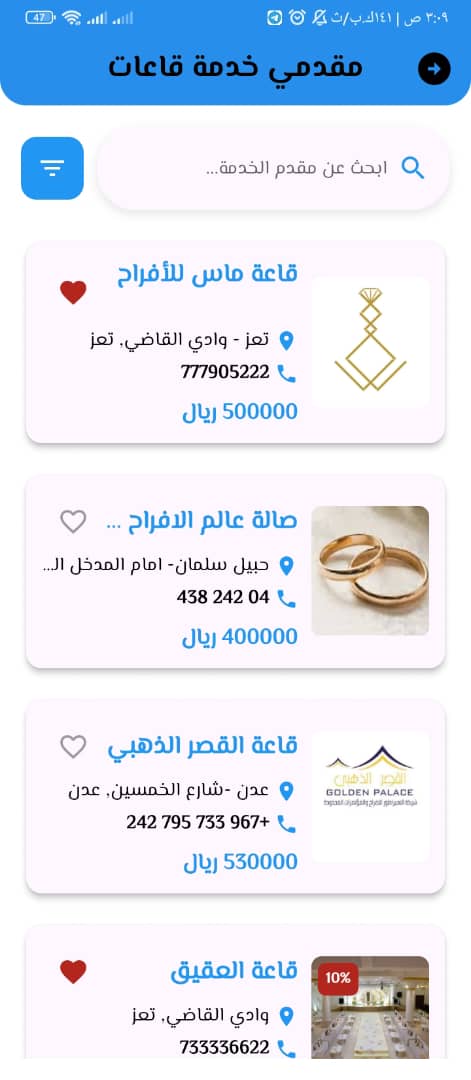 ٣:٠٩ ص | ١٤١ك.ب/ث
47
مقدمي خدمة قاعات
ابحث عن مقدم الخدمة...
قاعة ماس للأفراح
تعز - وادي القاضي, تعز
777905222
500000 ريال
صالة عالم الافراح ...
حبيل سلمان- امام المدخل ال...
04 242 438
400000 ريال
القصر الذهبي
GOLDEN PALACE
قاعة القصر الذهبي
عدن -شارع الخمسين, عدن
+967 733 795 242
530000 ريال
10%
قاعة العقيق
وادي القاضي, تعز
733336622